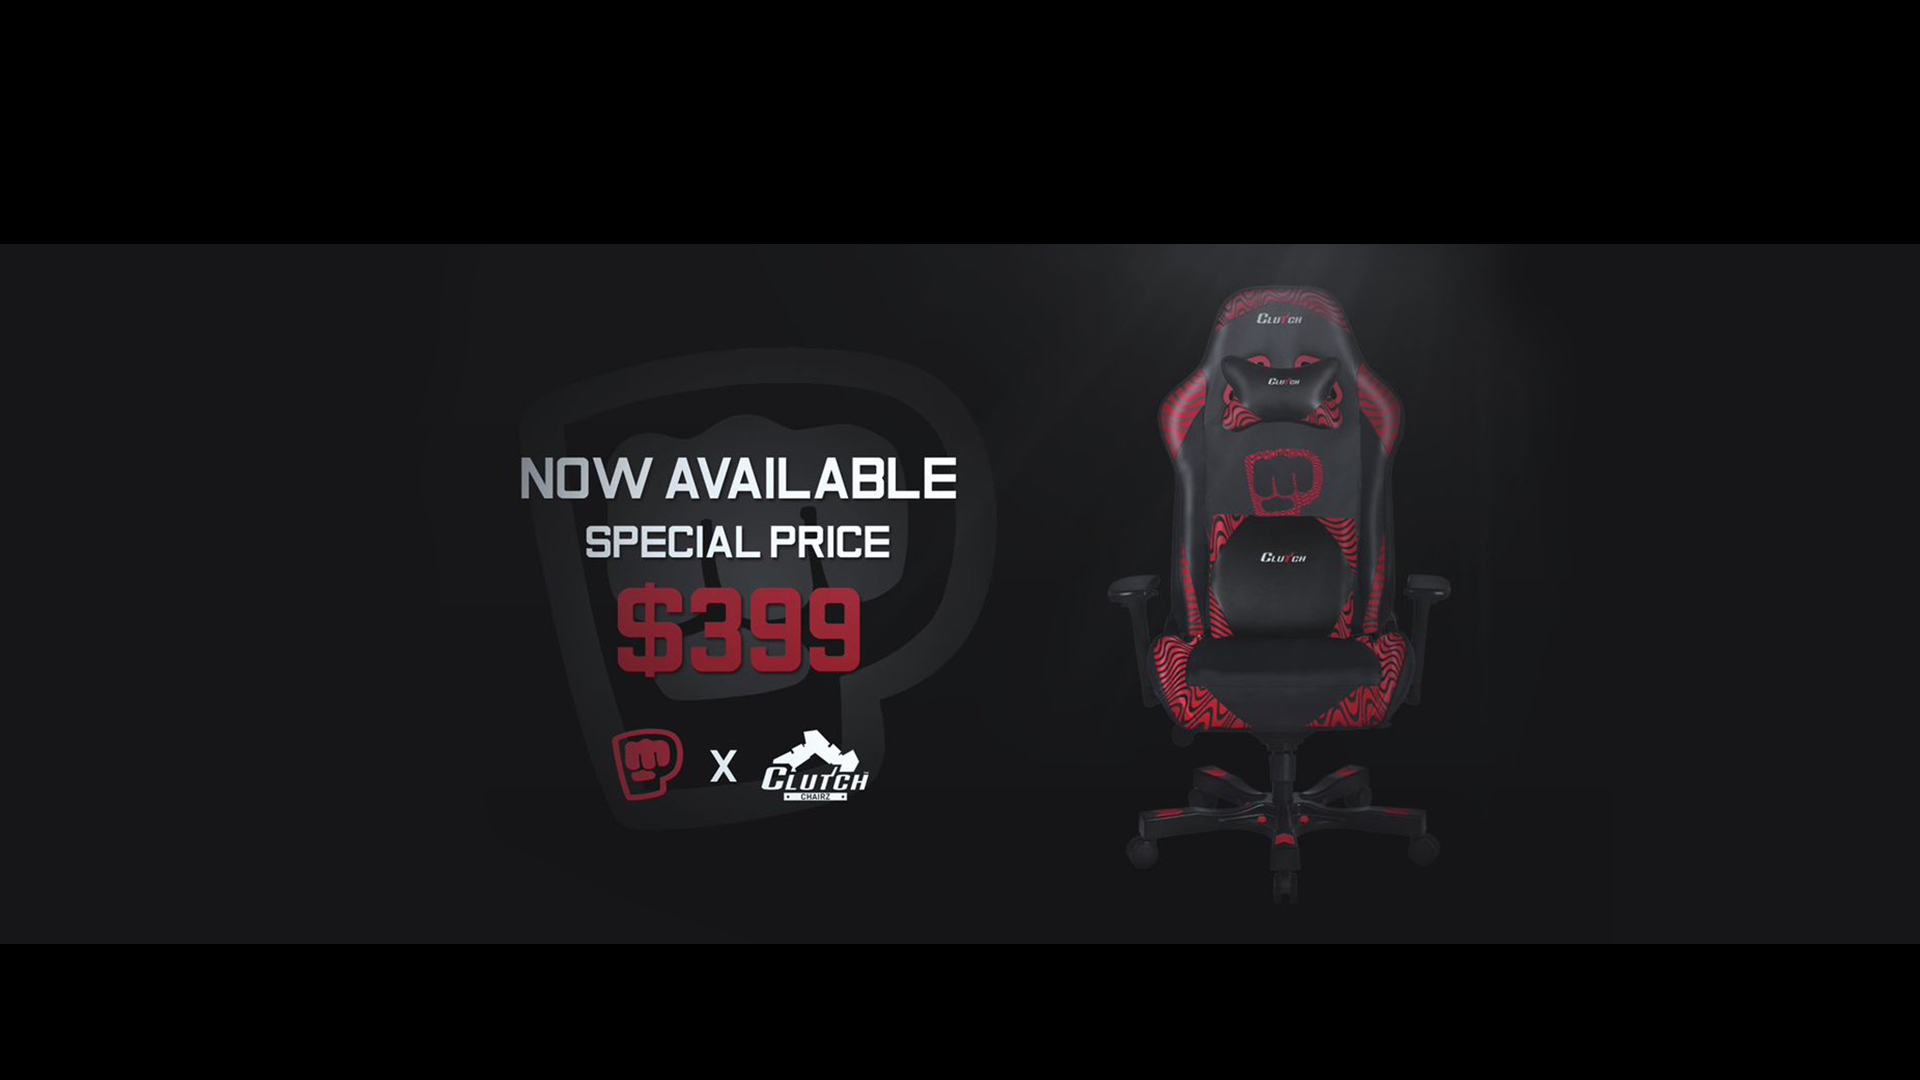 NOW AVAILABLE
SPECIAL PRICE
$399
X
CLUTCH
CHAIRZ
CLUTCH
CLUTCH
CLUTCH